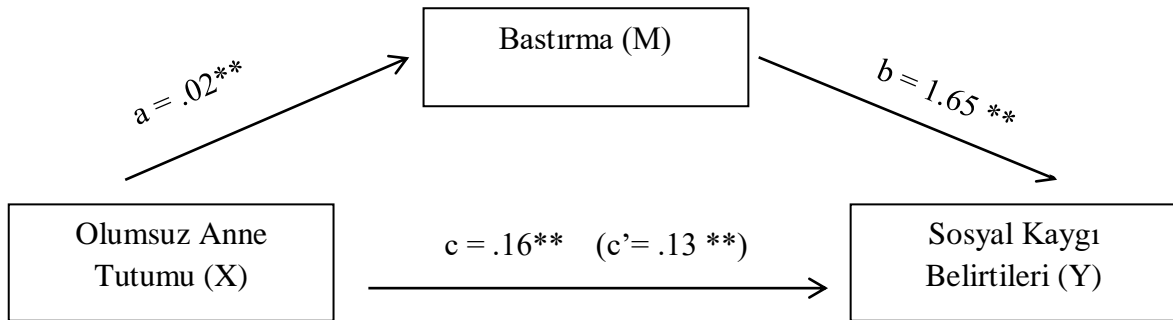 Bastırma (M)
a = .02**
b = 1.65 **
Olumsuz Anne
Tutumu (X)
c = .16** (c’= .13 **)
Sosyal Kaygı
Belirtileri (Y)